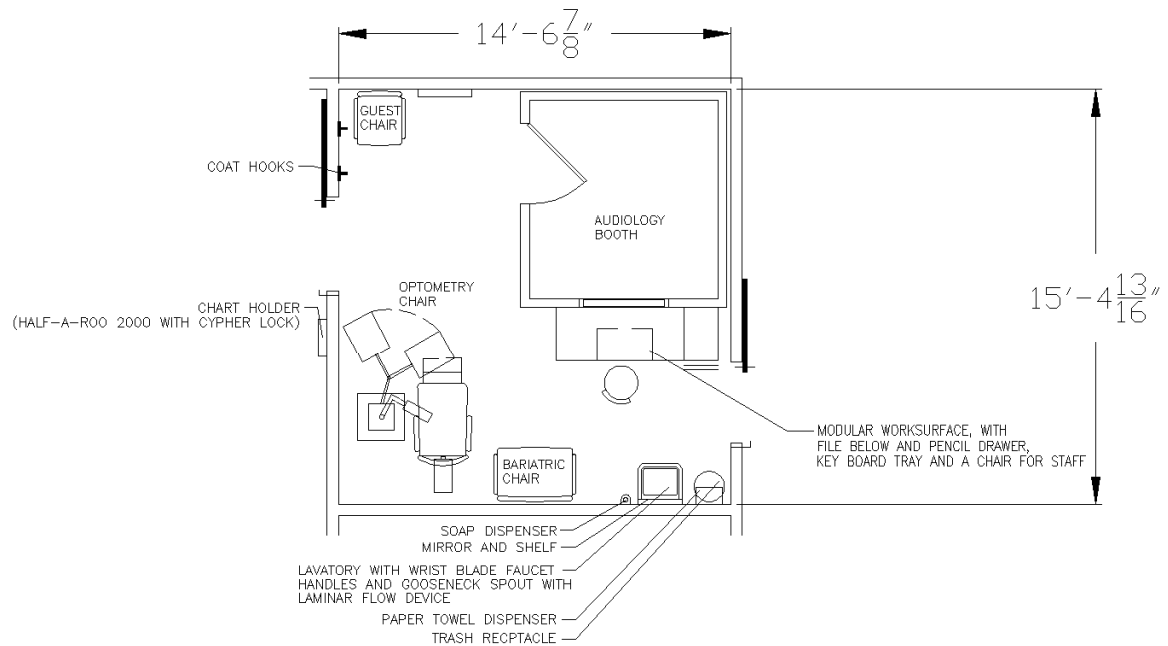 14'-6 7/8"
GUEST
CHAIR
COAT HOOKS
AUDIOLOGY
BOOTH
OPTOMETRY
CHAIR
CHART HOLDER
(HALF-A-ROO 2000 WITH CYPHER LOCK)
15'-4 13/16"
MODULAR WORKSURFACE, WITH
FILE BELOW AND PENCIL DRAWER,
KEY BOARD TRAY AND A CHAIR FOR STAFF
BARIATRIC
CHAIR
SOAP DISPENSER
MIRROR AND SHELF
LAVATORY WITH WRIST BLADE FAUCET
HANDLES AND GOOSENECK SPOUT WITH
LAMINAR FLOW DEVICE
PAPER TOWEL DISPENSER
TRASH RECPTACLE